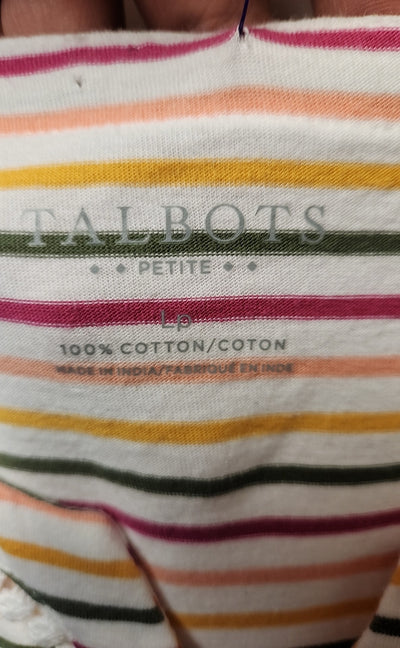 TALBOTS
◆ ◆ PETITE ◆ ◆
Lp
100% COTTON/COTON
MADE IN INDIA/FABRIQUÉ EN INDE